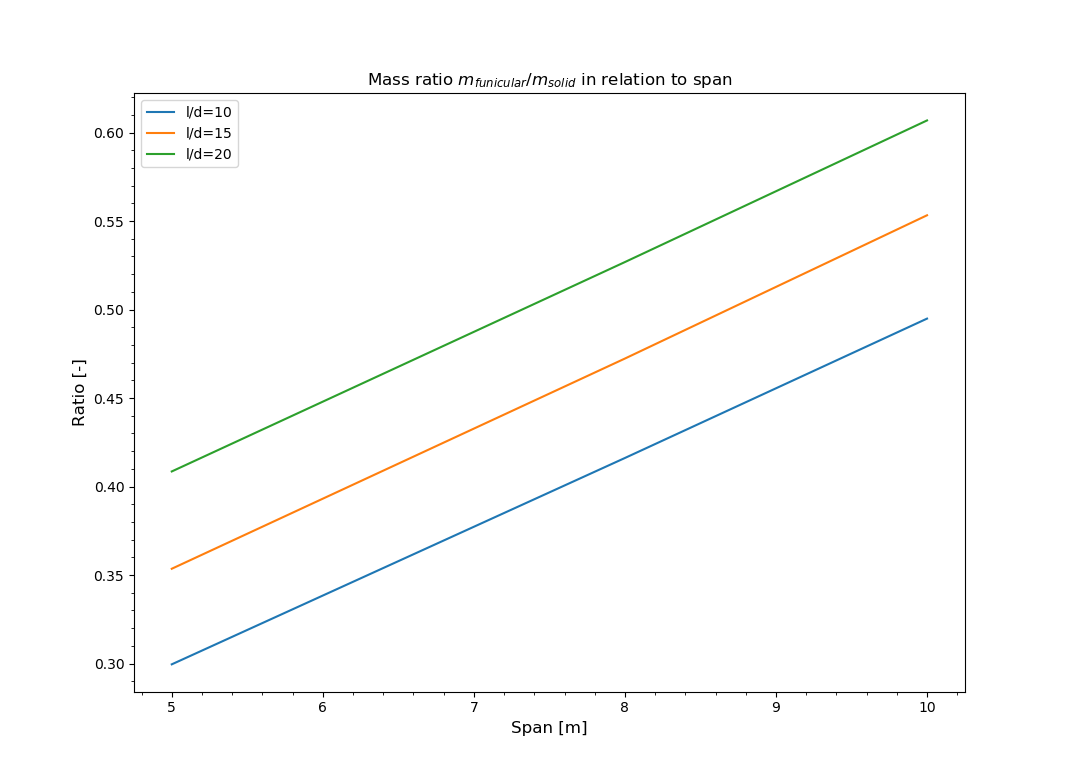 Mass ratio m_funicular/m_solid in relation to span
l/d=10
l/d=15
l/d=20
0.60
0.55
0.50
0.45
0.40
0.35
0.30
Ratio [-]
5 6 7 8 9 10
Span [m]